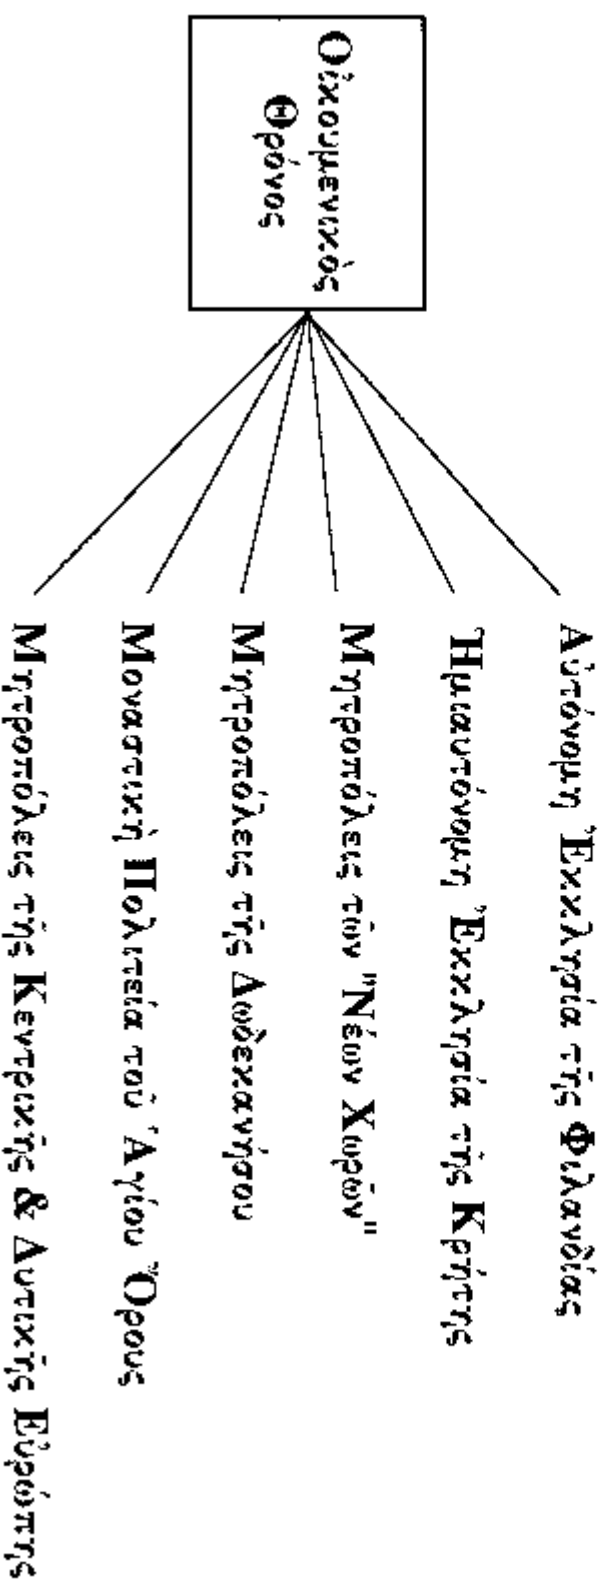 Οἰκουμενικὸς
Θρόνος
Αὐτόνομη Ἐκκλησία τῆς Φιλανδίας
Ἡμιαυτόνομη Ἐκκλησία τῆς Κρήτης
Μητροπόλεις τῶν "Νέων Χωρῶν"
Μητροπόλεις τῆς Δωδεκανήσου
Μοναστικὴ Πολιτεία τοῦ Ἁγίου Ὄρους
Μητροπόλεις τῆς Κεντρικῆς & Δυτικῆς Εὐρώπης